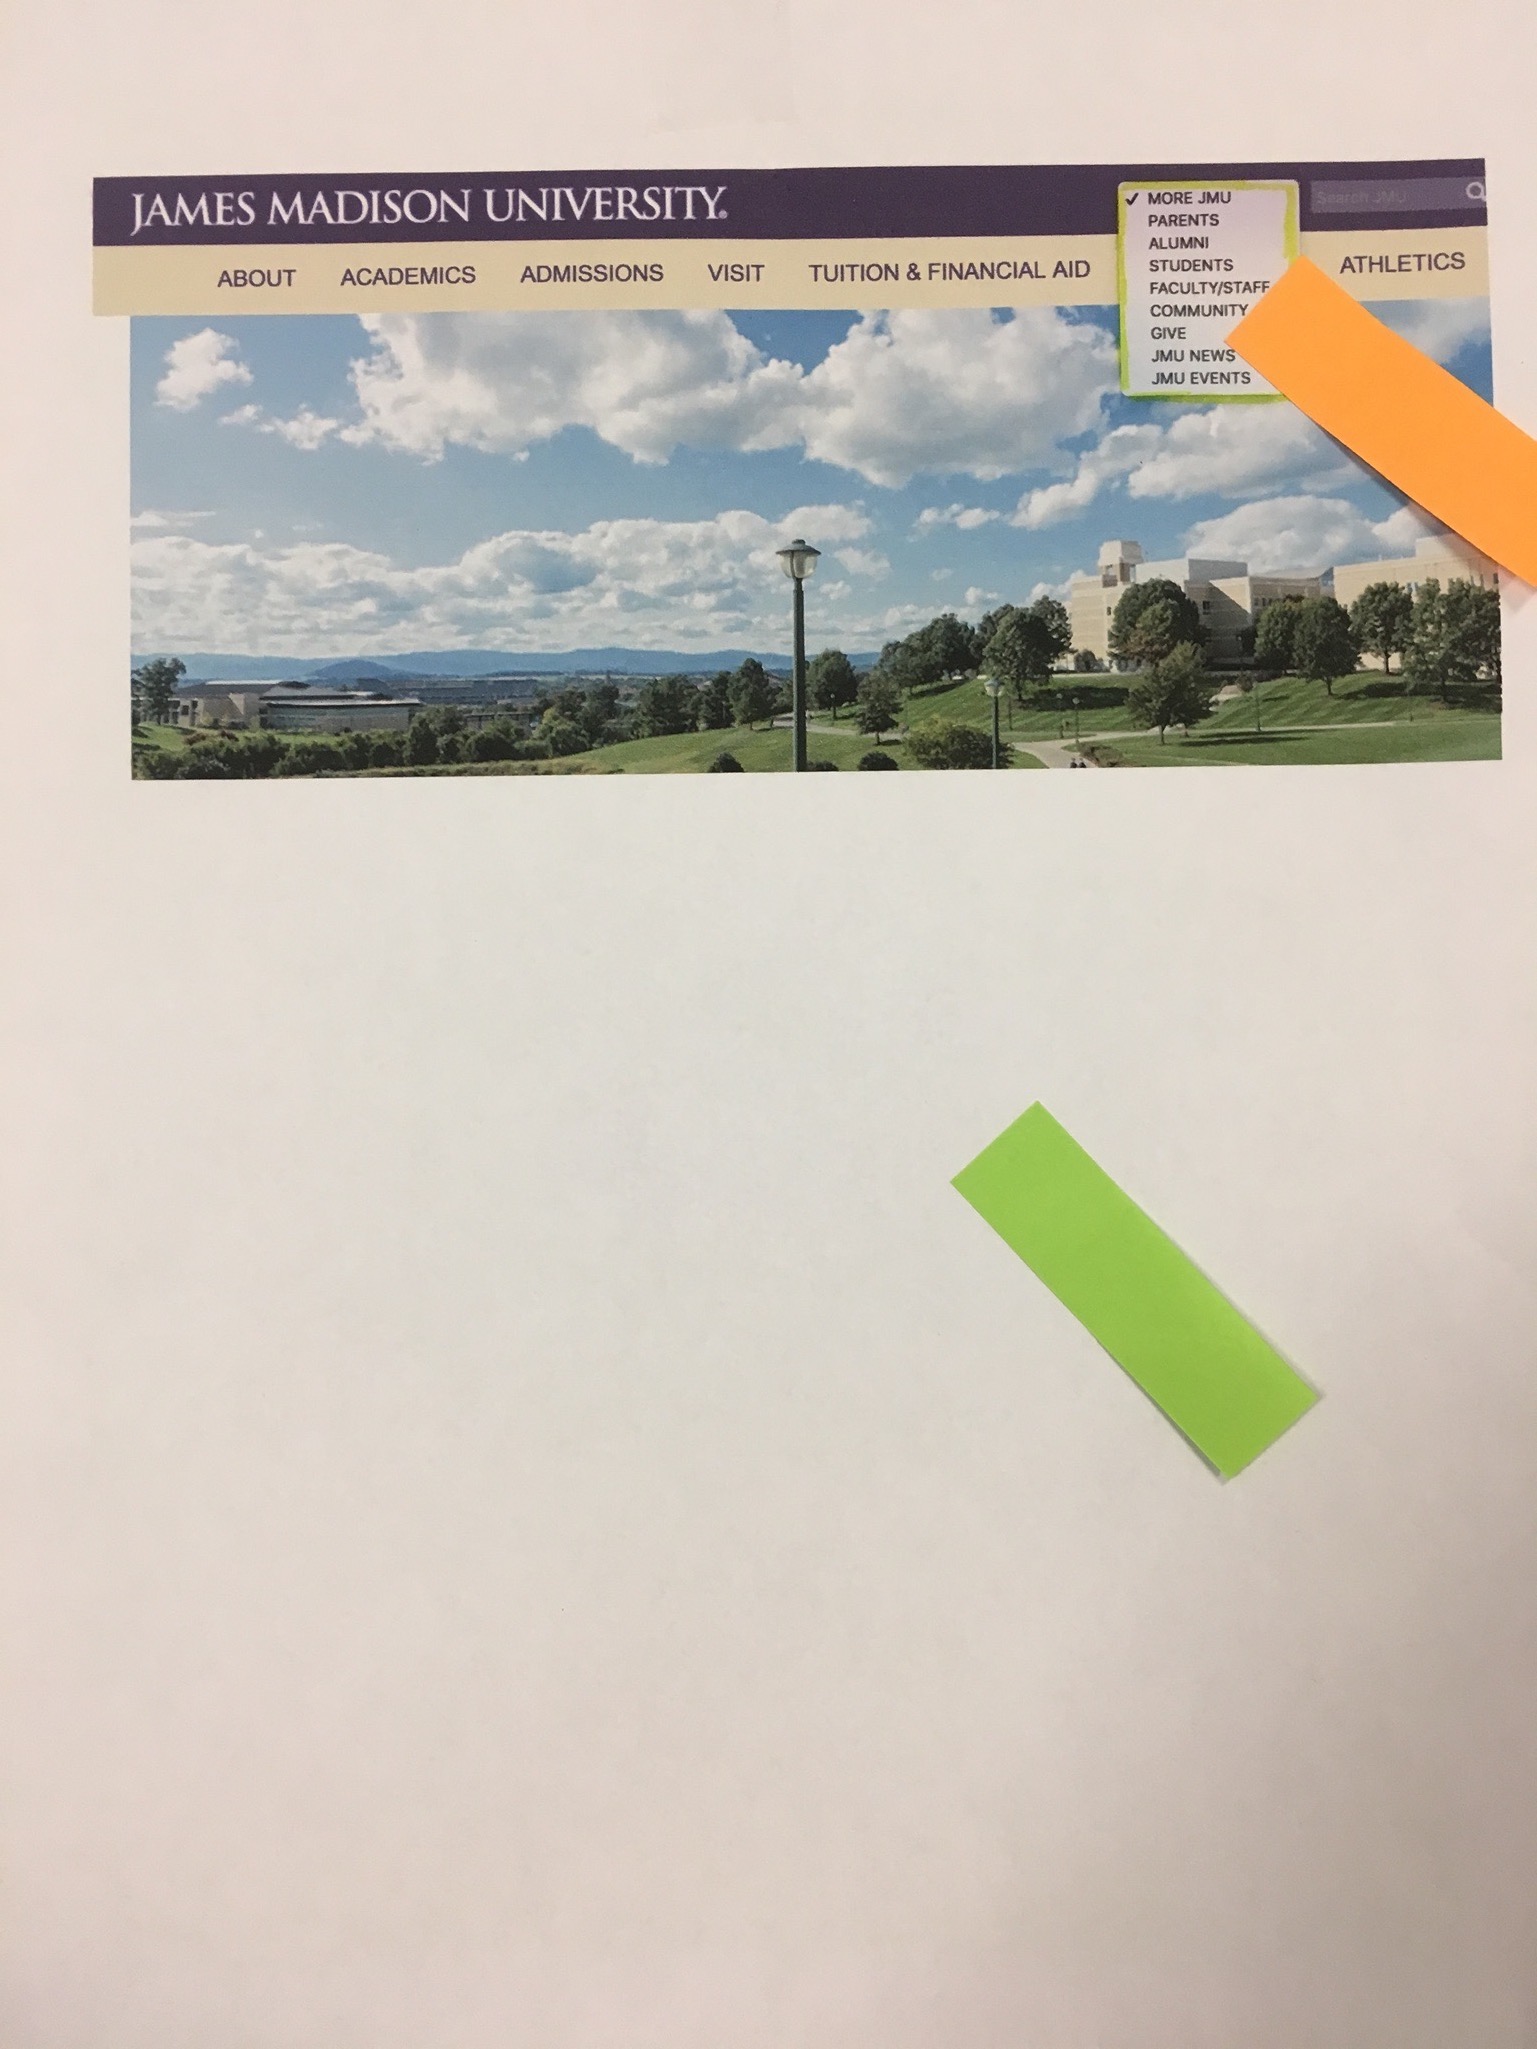 JAMES MADISON UNIVERSITY®
✓ MORE JMU
PARENTS
ALUMNI
STUDENTS
FACULTY/STAFF
COMMUNITY
GIVE
JMU NEWS
JMU EVENTS
Search JMU
ABOUT ACADEMICS ADMISSIONS VISIT TUITION & FINANCIAL AID ATHLETICS